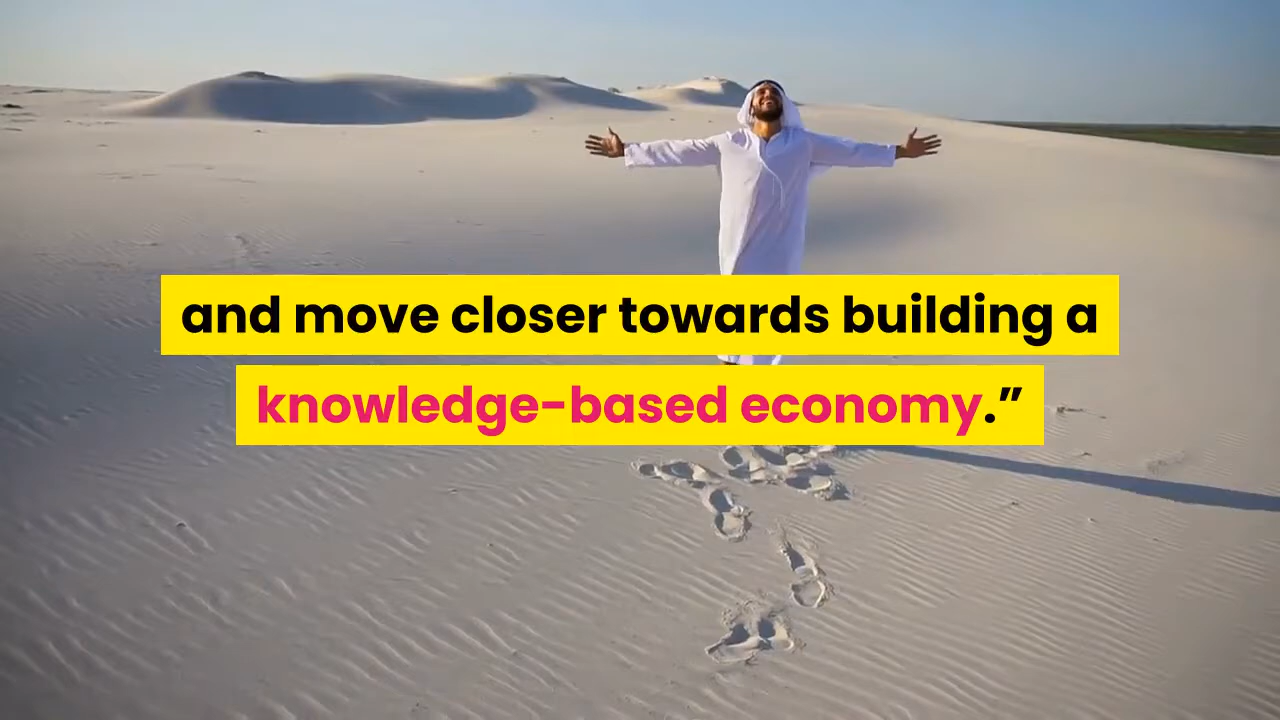 and move closer towards building a
knowledge-based economy.”